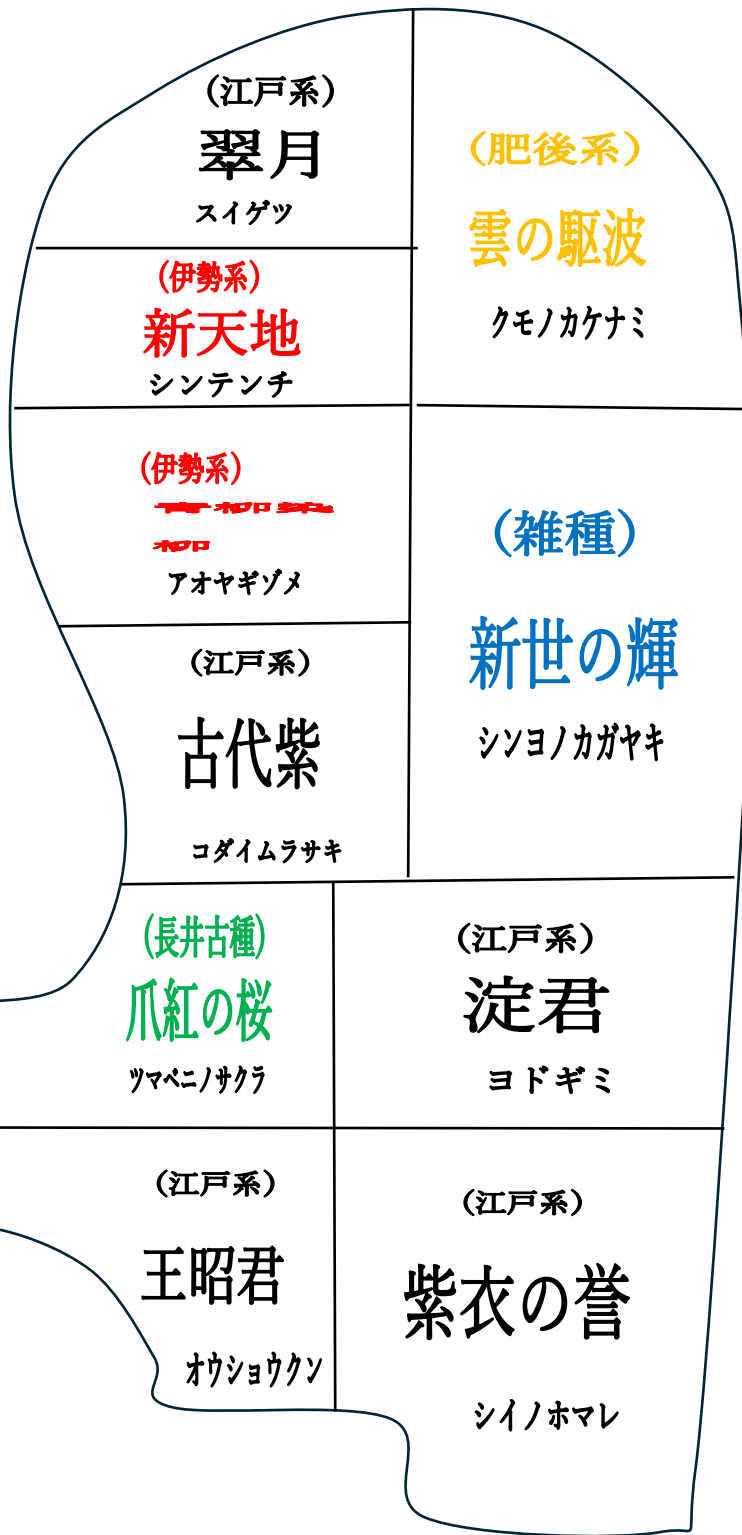 (江戸系)
翠月
スイゲツ
(肥後系)
雲の駆波
クモノカケナミ
(伊勢系)
新天地
シンテンチ
(伊勢系)
青柳染
柳
アオヤギゾメ
(雑種)
新世の輝
シンヨノカガヤキ
(江戸系)
古代紫
コダイムラサキ
(長井古種)
爪紅の桜
ツマベニノサクラ
(江戸系)
淀君
ヨドギミ
(江戸系)
王昭君
オウショウクン
(江戸系)
紫衣の誉
シイノホマレ